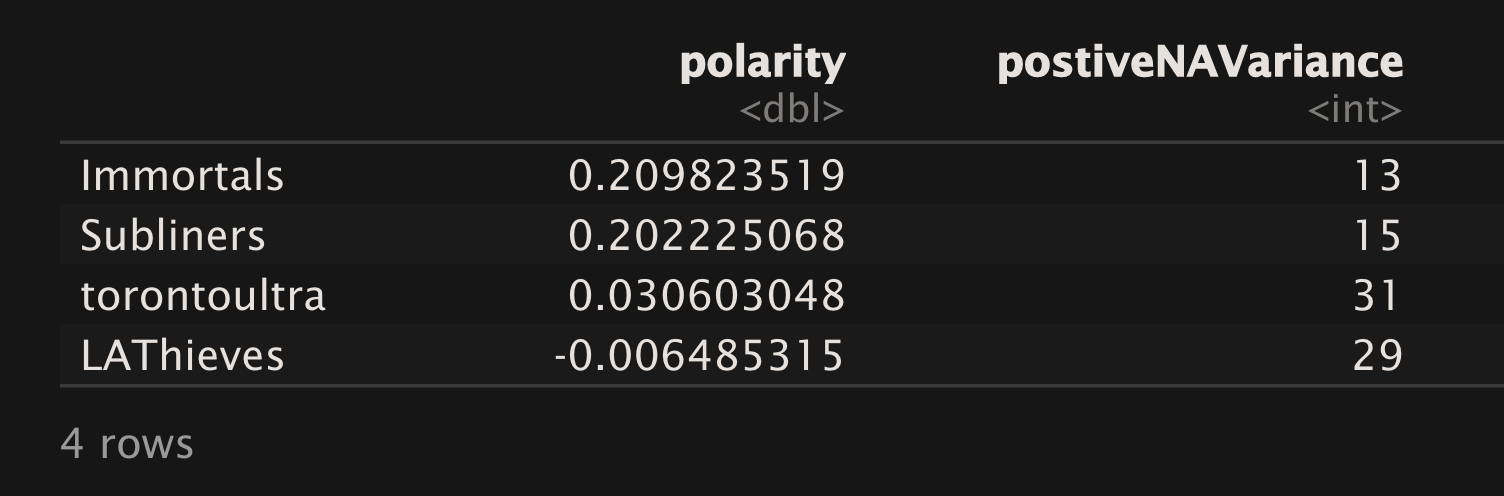 polarity postiveNAVariance
<dbl> <int>
Immortals 0.209823519 13
Subliners 0.202225068 15
torontoultra 0.030603048 31
LAThieves -0.006485315 29
4 rows